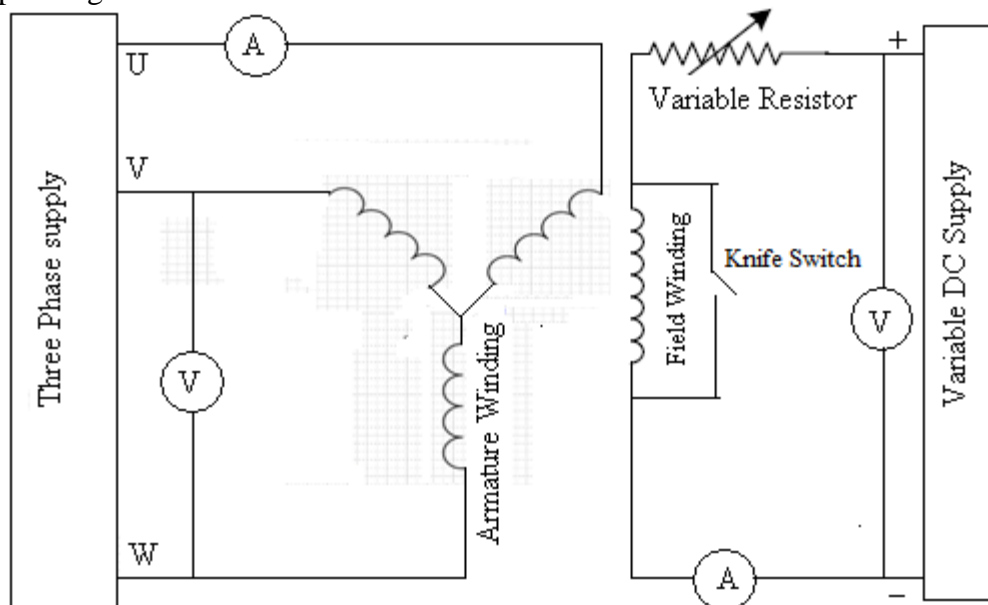 U
A
V
W
Three Phase supply
V
Armature Winding
Variable Resistor
Field Winding
Knife Switch
V
A
+
−
Variable DC Supply